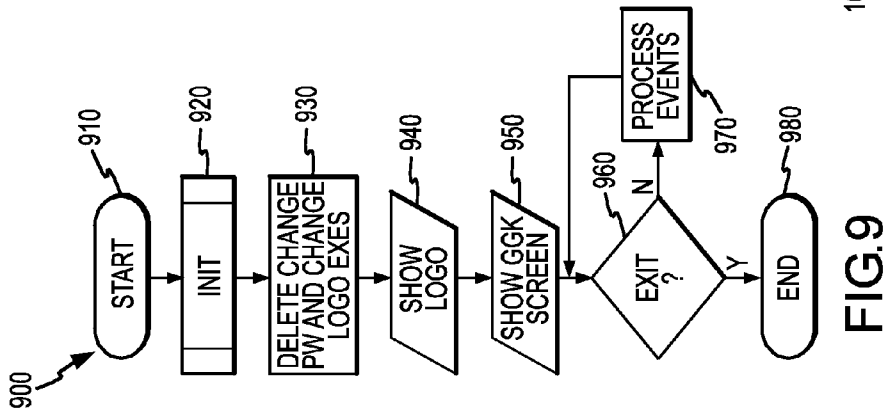 900
910
START
920
INIT
930
DELETE CHANGE
PW AND CHANGE
LOGO EXES
940
SHOW
LOGO
950
SHOW GGK
SCREEN
960
EXIT
?
N
PROCESS
EVENTS
970
Y
980
END
FIG.9